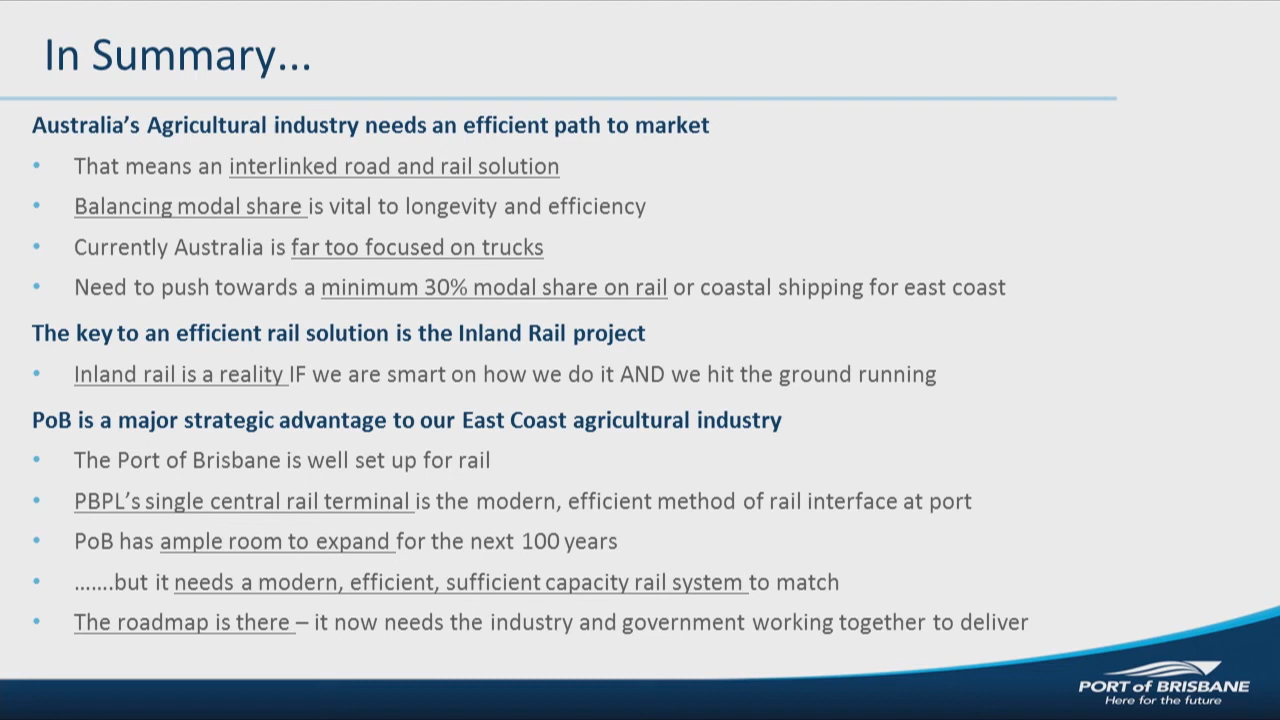 In Summary...
Australia's Agricultural industry needs an efficient path to market
• That means an interlinked road and rail solution
• Balancing modal share is vital to longevity and efficiency
• Currently Australia is far too focused on trucks
• Need to push towards a minimum 30% modal share on rail or coastal shipping for east coast
The key to an efficient rail solution is the Inland Rail project
• Inland rail is a reality IF we are smart on how we do it AND we hit the ground running
PoB is a major strategic advantage to our East Coast agricultural industry
• The Port of Brisbane is well set up for rail
• PBPL's single central rail terminal is the modern, efficient method of rail interface at port
• PoB has ample room to expand for the next 100 years
• .......but it needs a modern, efficient, sufficient capacity rail system to match
• The roadmap is there – it now needs the industry and government working together to deliver
PORT of BRISBANE
Here for the future